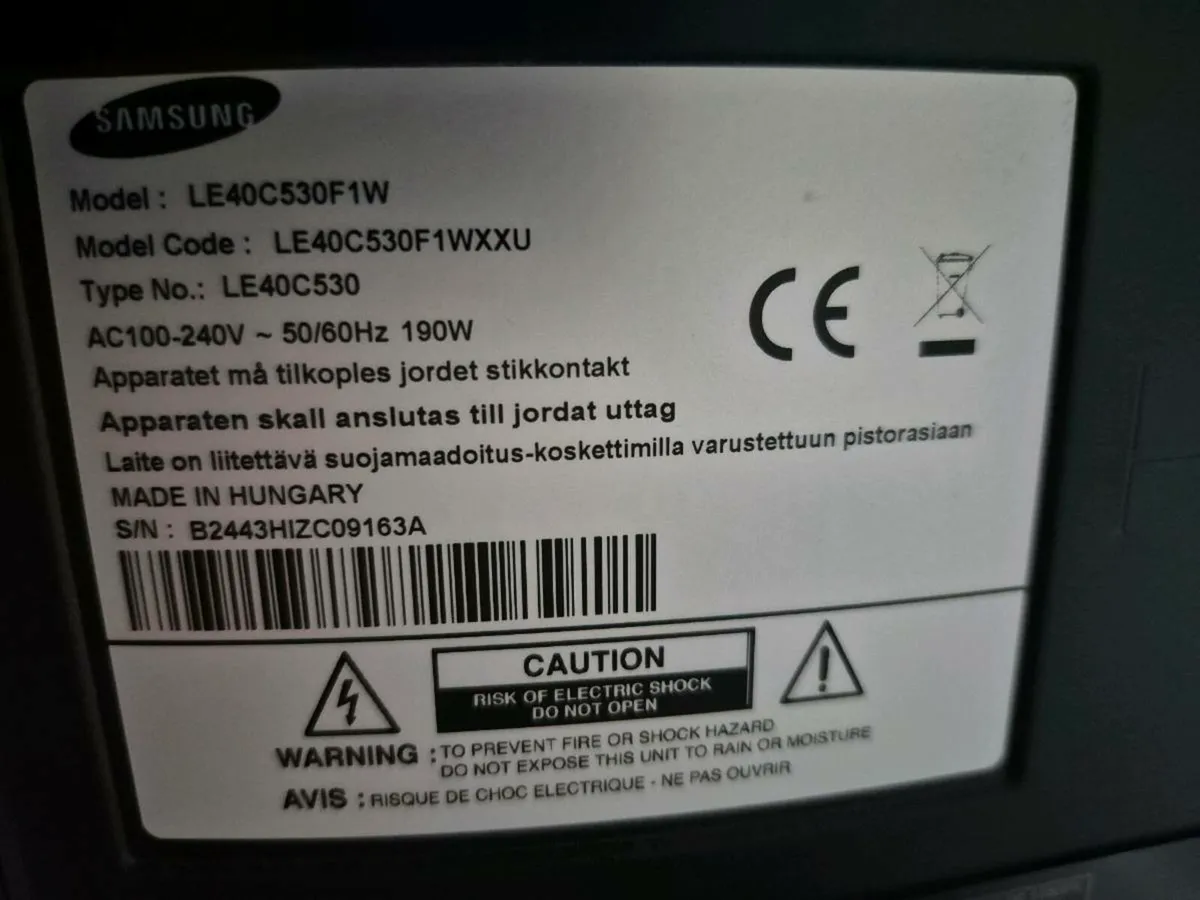 SAMSUNG
Model : LE40C530F1W
Model Code : LE40C530F1WXXU
Type No.: LE40C530
AC100-240V ~ 50/60Hz 190W
Apparatet må tilkoples jordet stikkontakt
Apparaten skall anslutas till jordat uttag
Laite on liitettävä suojamaadoitus-koskettimilla varustettuun pistorasiaan
MADE IN HUNGARY
S/N : B2443HIZC09163A
CE
CAUTION
RISK OF ELECTRIC SHOCK
DO NOT OPEN
WARNING : TO PREVENT FIRE OR SHOCK HAZARD
DO NOT EXPOSE THIS UNIT TO RAIN OR MOISTURE
AVIS : RISQUE DE CHOC ELECTRIQUE - NE PAS OUVRIR